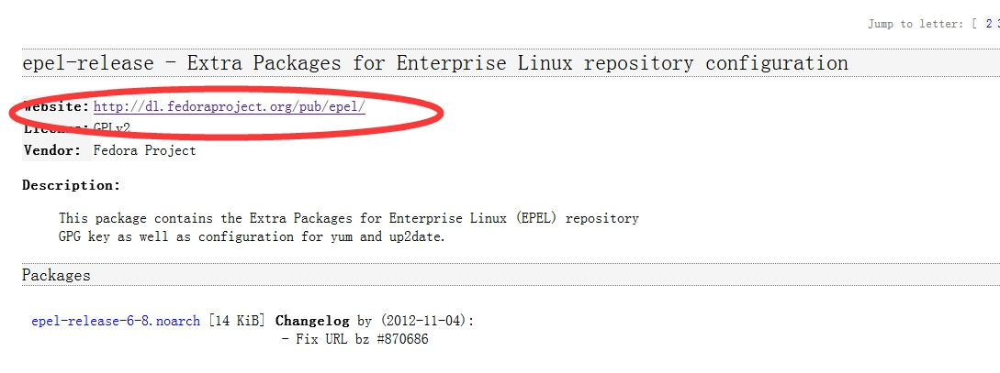 Jump to letter: [ 2 3
epel-release - Extra Packages for Enterprise Linux repository configuration
Website: http://dl.fedoraproject.org/pub/epel/
License: GPLv2
Vendor: Fedora Project
Description:
This package contains the Extra Packages for Enterprise Linux (EPEL) repository
GPG key as well as configuration for yum and up2date.
Packages
epel-release-6-8.noarch [14 KiB] Changelog by (2012-11-04):
- Fix URL bz #870686